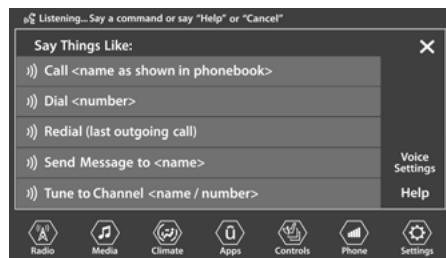 Listening... Say a command or say "Help" or "Cancel"
Say Things Like:
Call <name as shown in phonebook>
Dial <number>
Redial (last outgoing call)
Send Message to <name>
Voice
Settings
Tune to Channel <name / number>
Help
Radio
Media
Climate
Apps
Controls
Phone
Settings